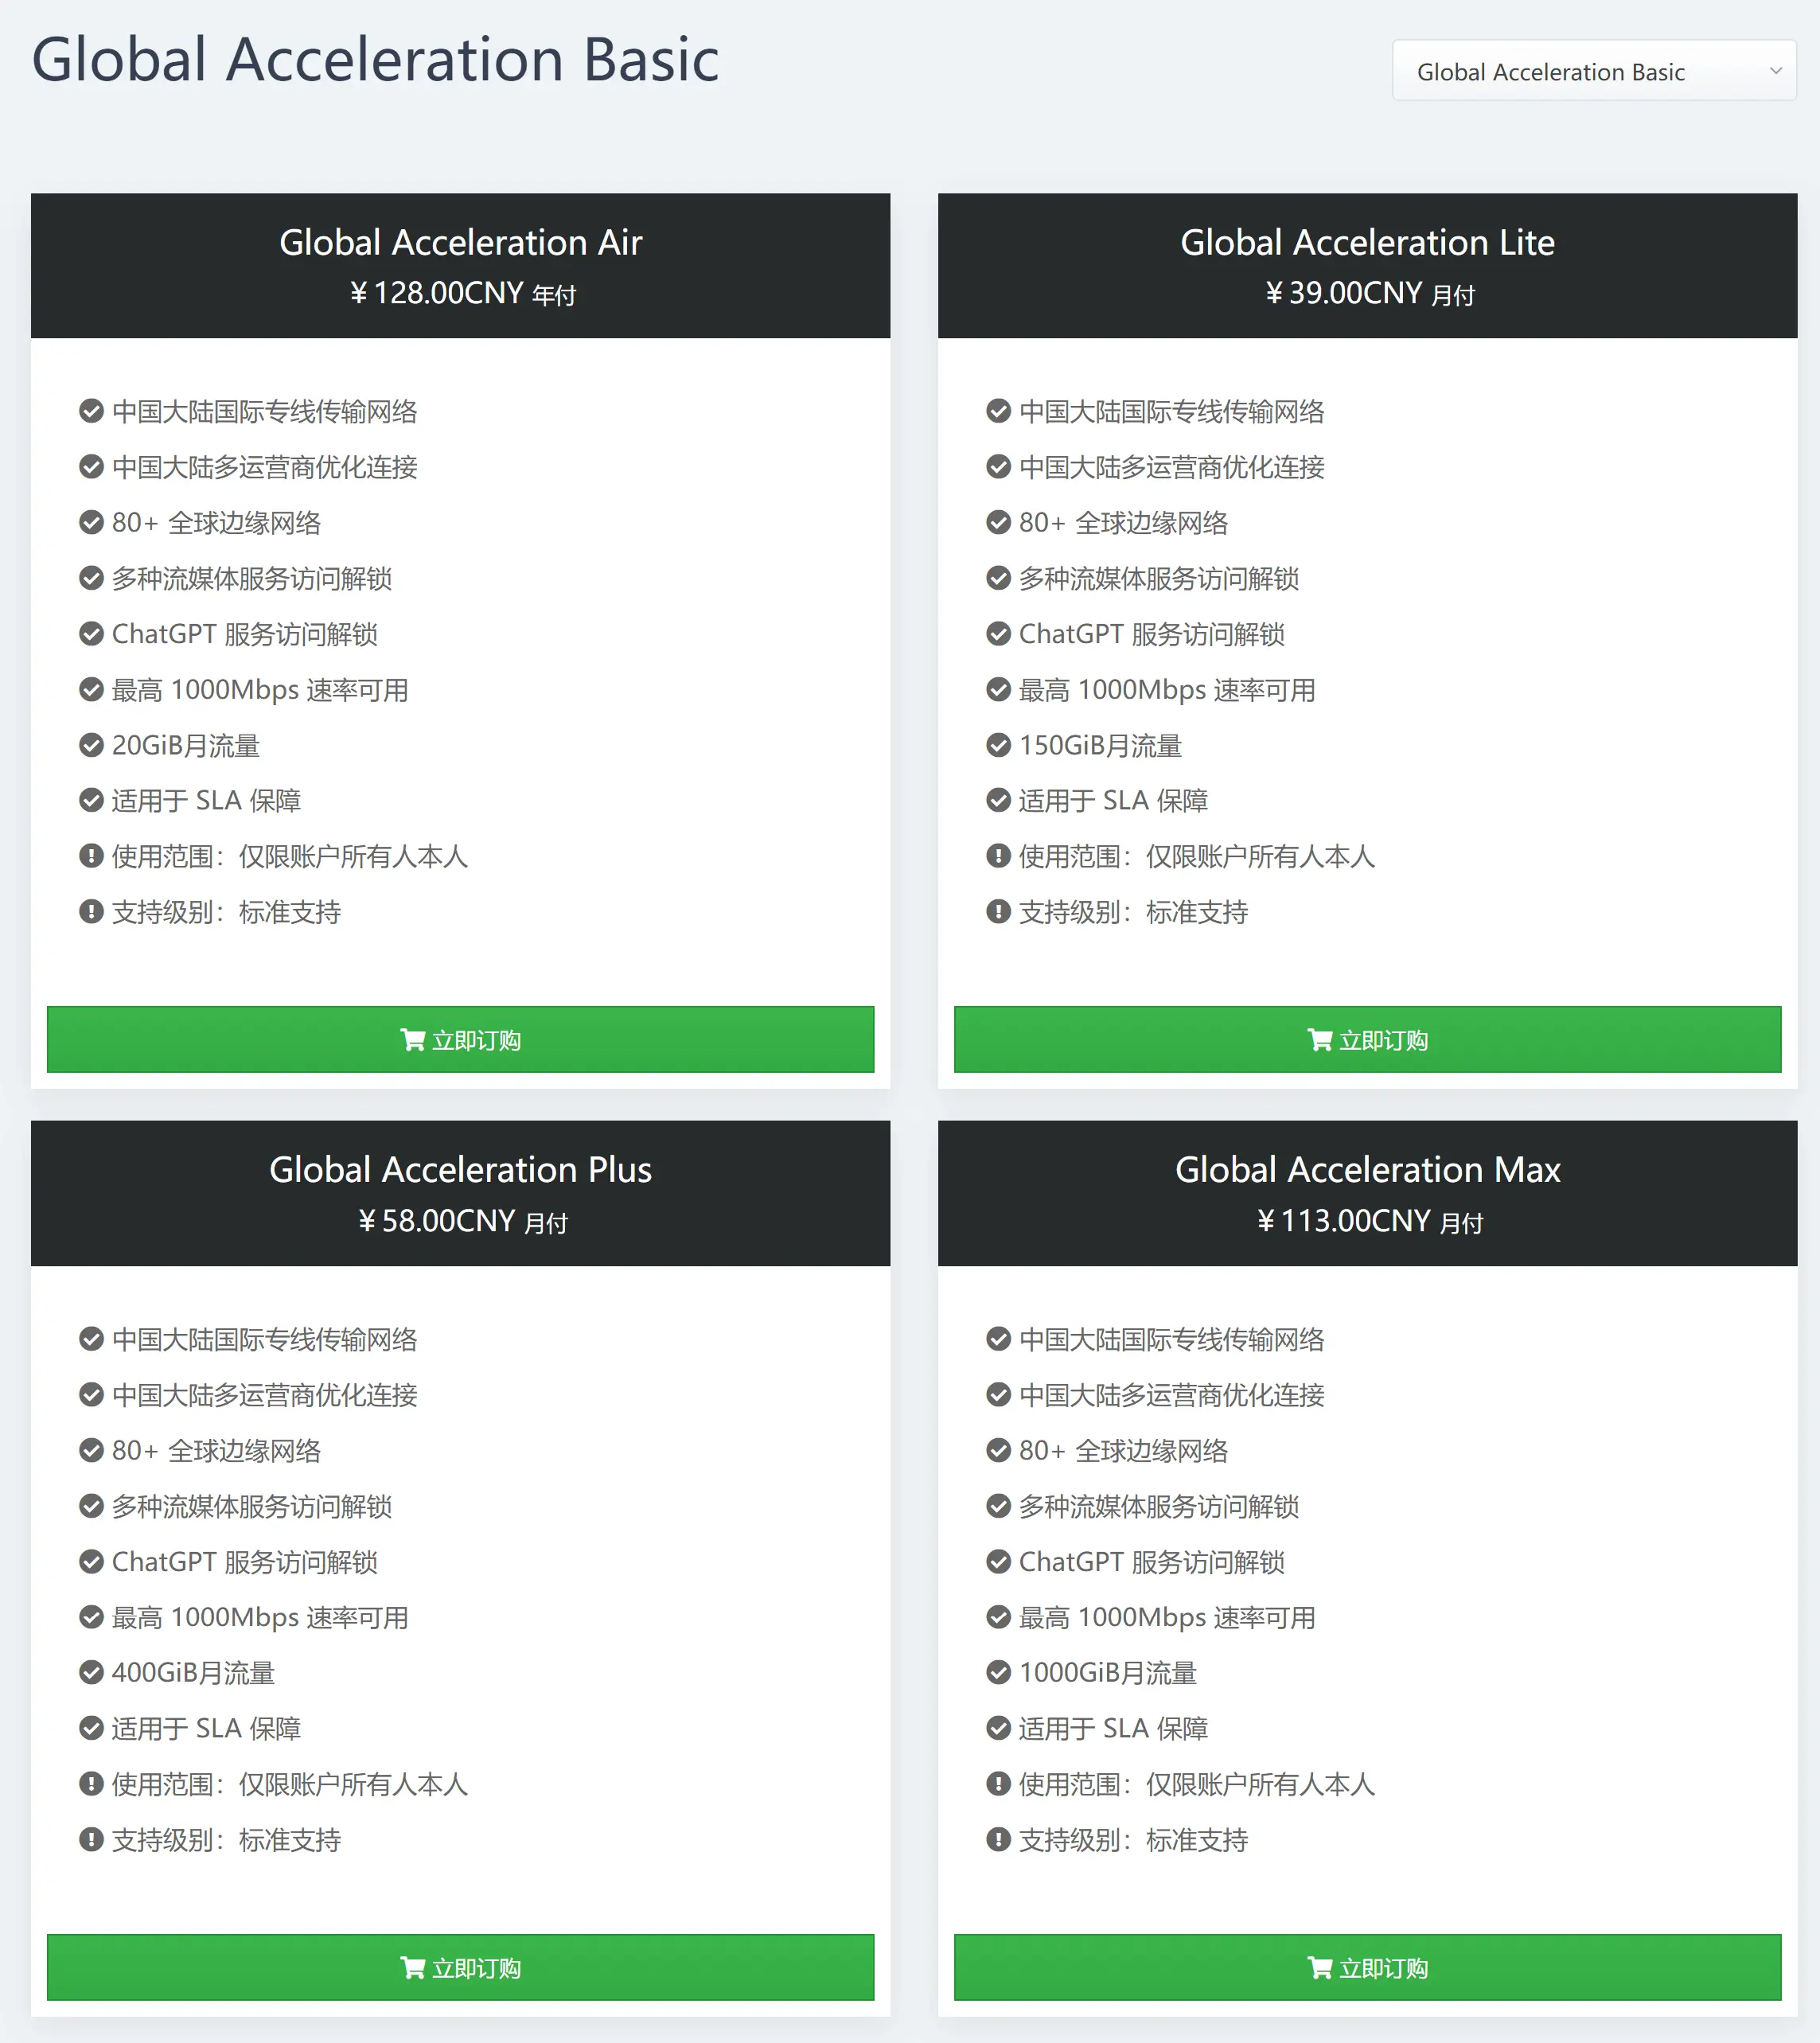 Global Acceleration Basic
Global Acceleration Basic
Global Acceleration Air
¥128.00CNY 年付
中国大陆国际专线传输网络
中国大陆多运营商优化连接
80+ 全球边缘网络
多种流媒体服务访问解锁
ChatGPT 服务访问解锁
最高 1000Mbps 速率可用
20GiB月流量
适用于 SLA 保障
使用范围：仅限账户所有人本人
支持级别：标准支持
立即订购
Global Acceleration Lite
¥39.00CNY 月付
中国大陆国际专线传输网络
中国大陆多运营商优化连接
80+ 全球边缘网络
多种流媒体服务访问解锁
ChatGPT 服务访问解锁
最高 1000Mbps 速率可用
150GiB月流量
适用于 SLA 保障
使用范围：仅限账户所有人本人
支持级别：标准支持
立即订购
Global Acceleration Plus
¥58.00CNY 月付
中国大陆国际专线传输网络
中国大陆多运营商优化连接
80+ 全球边缘网络
多种流媒体服务访问解锁
ChatGPT 服务访问解锁
最高 1000Mbps 速率可用
400GiB月流量
适用于 SLA 保障
使用范围：仅限账户所有人本人
支持级别：标准支持
立即订购
Global Acceleration Max
¥113.00CNY 月付
中国大陆国际专线传输网络
中国大陆多运营商优化连接
80+ 全球边缘网络
多种流媒体服务访问解锁
ChatGPT 服务访问解锁
最高 1000Mbps 速率可用
1000GiB月流量
适用于 SLA 保障
使用范围：仅限账户所有人本人
支持级别：标准支持
立即订购